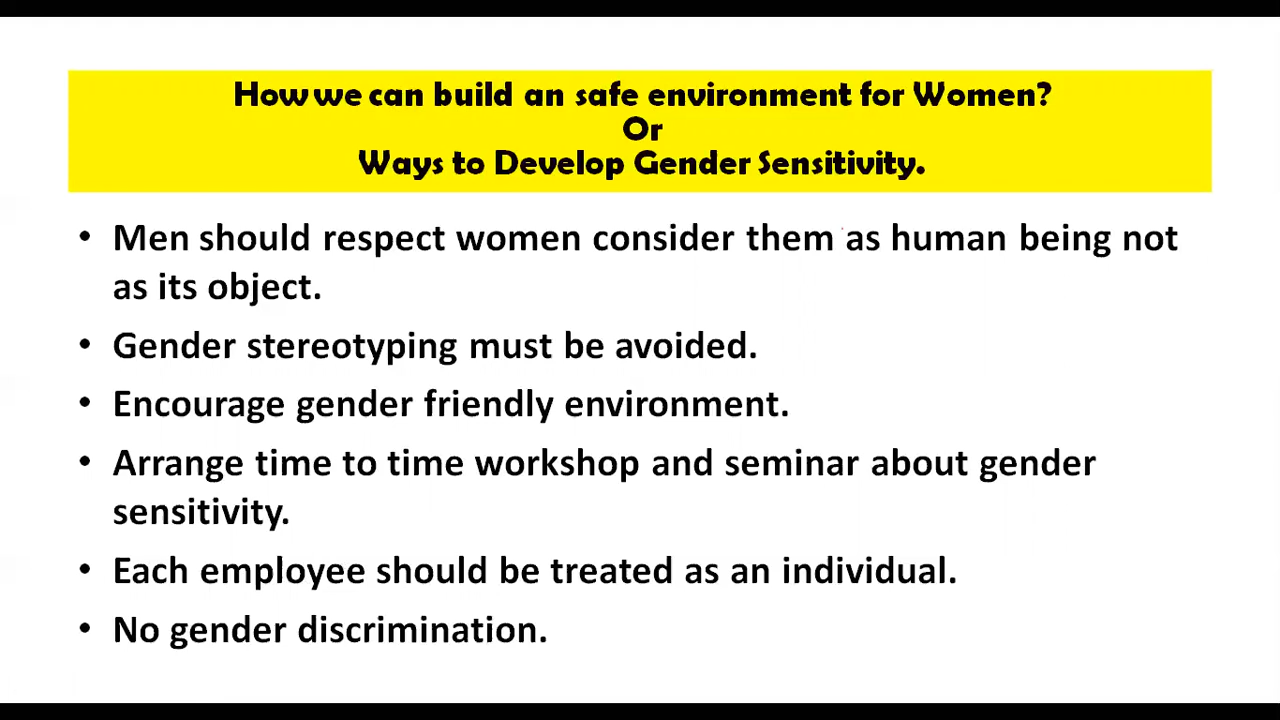 How we can build an safe environment for Women?
Or
Ways to Develop Gender Sensitivity.
• Men should respect women consider them as human being not
as its object.
• Gender stereotyping must be avoided.
• Encourage gender friendly environment.
• Arrange time to time workshop and seminar about gender
sensitivity.
• Each employee should be treated as an individual.
• No gender discrimination.